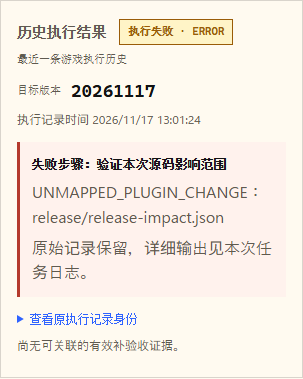 历史执行结果 执行失败 · ERROR
最近一条游戏执行历史
目标版本 20261117
执行记录时间 2026/11/17 13:01:24
失败步骤：验证本次源码影响范围
UNMAPPED_PLUGIN_CHANGE：
release/release-impact.json
原始记录保留，详细输出见本次任
务日志。
查看原执行记录身份
尚无可关联的有效补验收证据。